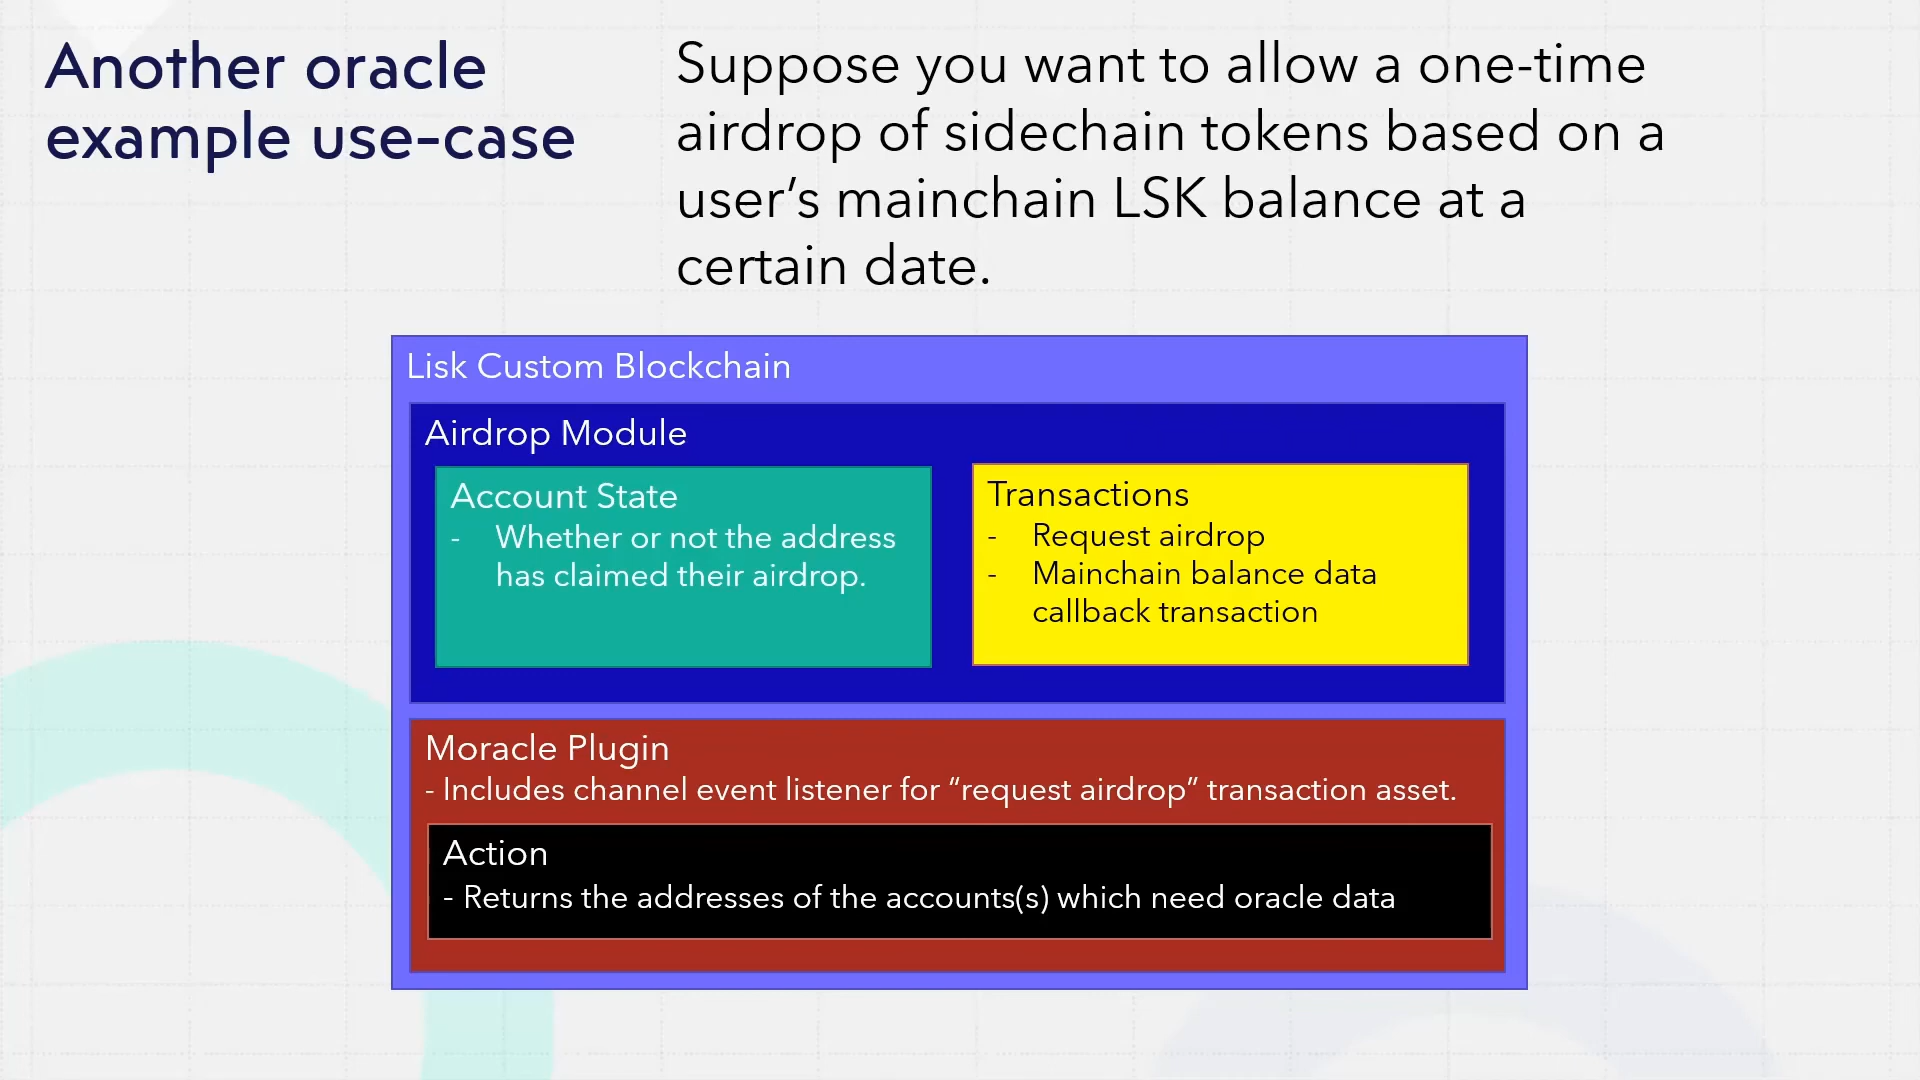 Another oracle
example use-case
Suppose you want to allow a one-time
airdrop of sidechain tokens based on a
user’s mainchain LSK balance at a
certain date.
Lisk Custom Blockchain
Airdrop Module
Account State
- Whether or not the address
has claimed their airdrop.
Transactions
- Request airdrop
- Mainchain balance data
callback transaction
Moracle Plugin
- Includes channel event listener for “request airdrop” transaction asset.
Action
- Returns the addresses of the accounts(s) which need oracle data